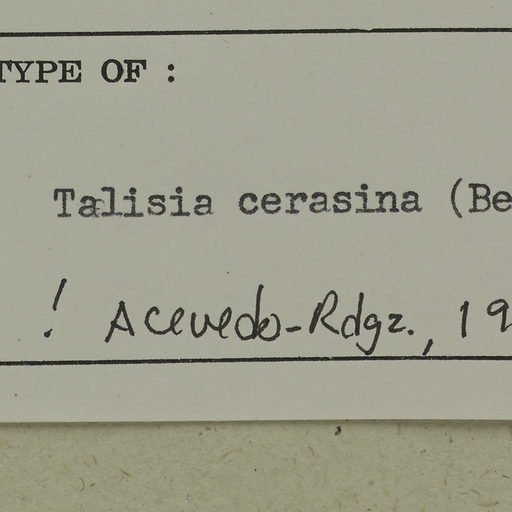 TYPE OF :
Talisia cerasina (Be
! Acevedo-Rdgz., 19